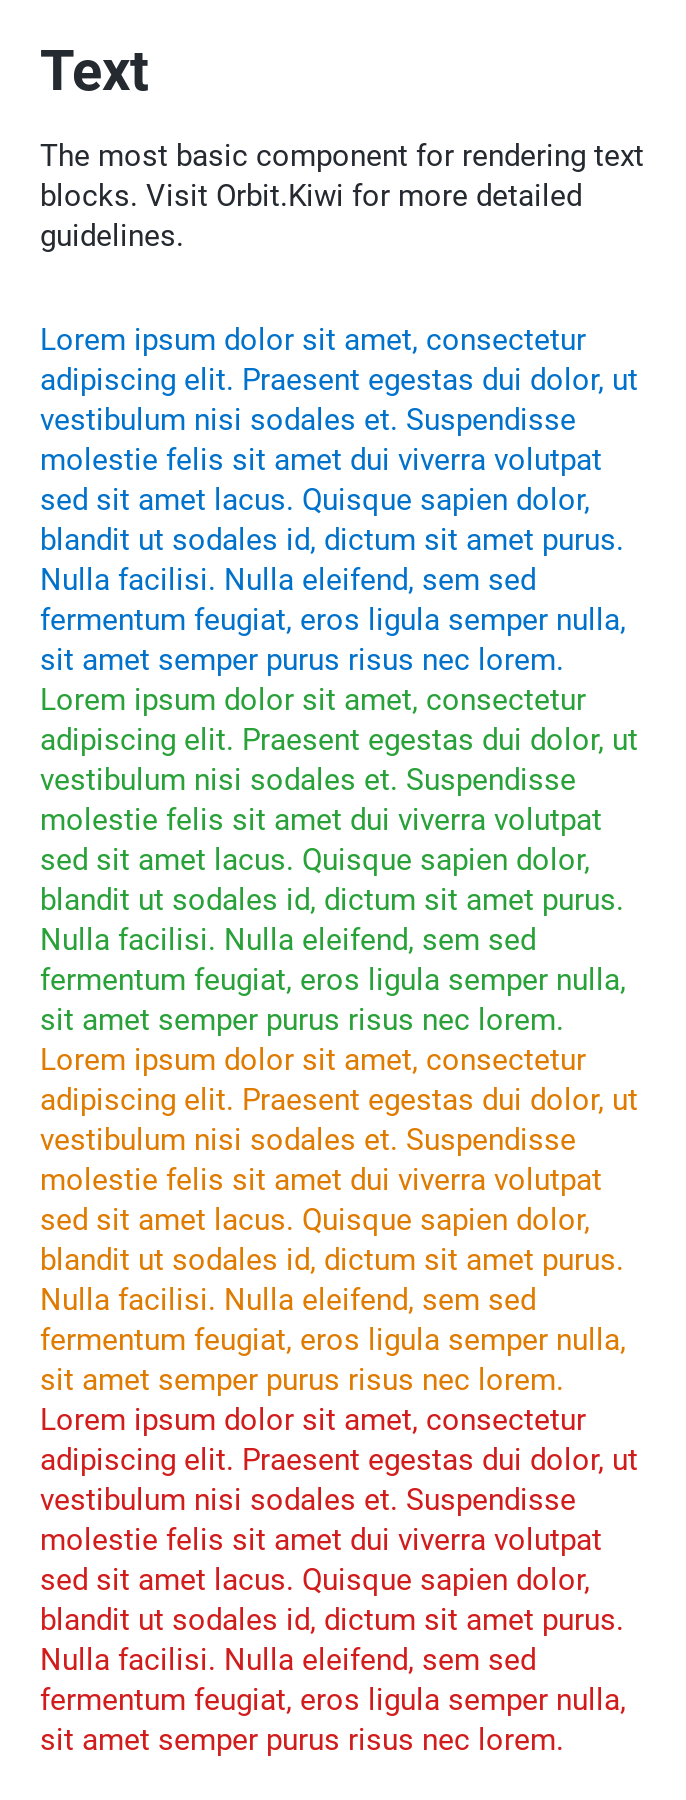 Text
The most basic component for rendering text
blocks. Visit Orbit.Kiwi for more detailed
guidelines.
Lorem ipsum dolor sit amet, consectetur
adipiscing elit. Praesent egestas dui dolor, ut
vestibulum nisi sodales et. Suspendisse
molestie felis sit amet dui viverra volutpat
sed sit amet lacus. Quisque sapien dolor,
blandit ut sodales id, dictum sit amet purus.
Nulla facilisi. Nulla eleifend, sem sed
fermentum feugiat, eros ligula semper nulla,
sit amet semper purus risus nec lorem.
Lorem ipsum dolor sit amet, consectetur
adipiscing elit. Praesent egestas dui dolor, ut
vestibulum nisi sodales et. Suspendisse
molestie felis sit amet dui viverra volutpat
sed sit amet lacus. Quisque sapien dolor,
blandit ut sodales id, dictum sit amet purus.
Nulla facilisi. Nulla eleifend, sem sed
fermentum feugiat, eros ligula semper nulla,
sit amet semper purus risus nec lorem.
Lorem ipsum dolor sit amet, consectetur
adipiscing elit. Praesent egestas dui dolor, ut
vestibulum nisi sodales et. Suspendisse
molestie felis sit amet dui viverra volutpat
sed sit amet lacus. Quisque sapien dolor,
blandit ut sodales id, dictum sit amet purus.
Nulla facilisi. Nulla eleifend, sem sed
fermentum feugiat, eros ligula semper nulla,
sit amet semper purus risus nec lorem.
Lorem ipsum dolor sit amet, consectetur
adipiscing elit. Praesent egestas dui dolor, ut
vestibulum nisi sodales et. Suspendisse
molestie felis sit amet dui viverra volutpat
sed sit amet lacus. Quisque sapien dolor,
blandit ut sodales id, dictum sit amet purus.
Nulla facilisi. Nulla eleifend, sem sed
fermentum feugiat, eros ligula semper nulla,
sit amet semper purus risus nec lorem.